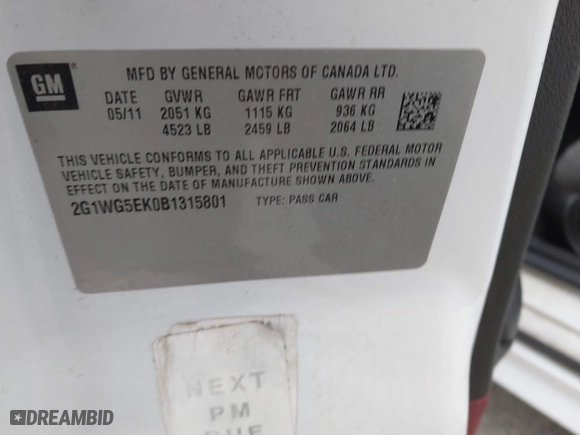 GM
MFD BY GENERAL MOTORS OF CANADA LTD.
DATE GVWR GAWR FRT GAWR RR
05/11 2051 KG 1115 KG 936 KG
4523 LB 2459 LB 2064 LB
THIS VEHICLE CONFORMS TO ALL APPLICABLE U.S. FEDERAL MOTOR
VEHICLE SAFETY, BUMPER, AND THEFT PREVENTION STANDARDS IN
EFFECT ON THE DATE OF MANUFACTURE SHOWN ABOVE.
2G1WG5EK0B1315801 TYPE: PASS CAR
NEXT
PM
DUE
DREAMBID